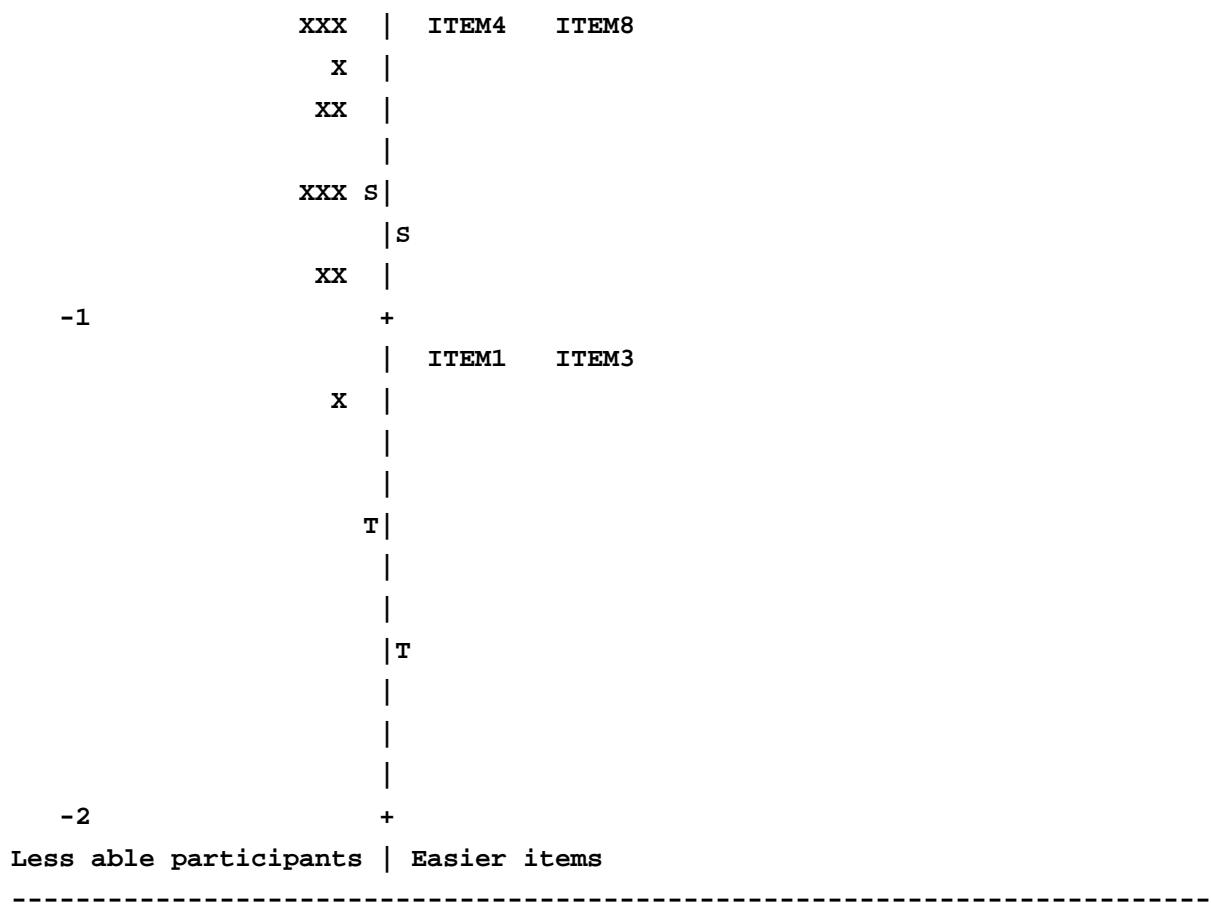 XXX | ITEM4 ITEM8
X |
XX |
|
XXX S|
|S
XX |
-1 +
| ITEM1 ITEM3
X |
|
|
T|
|
|
|T
|
|
|
-2 +
Less able participants | Easier items
---------------------------------------------------------------------------